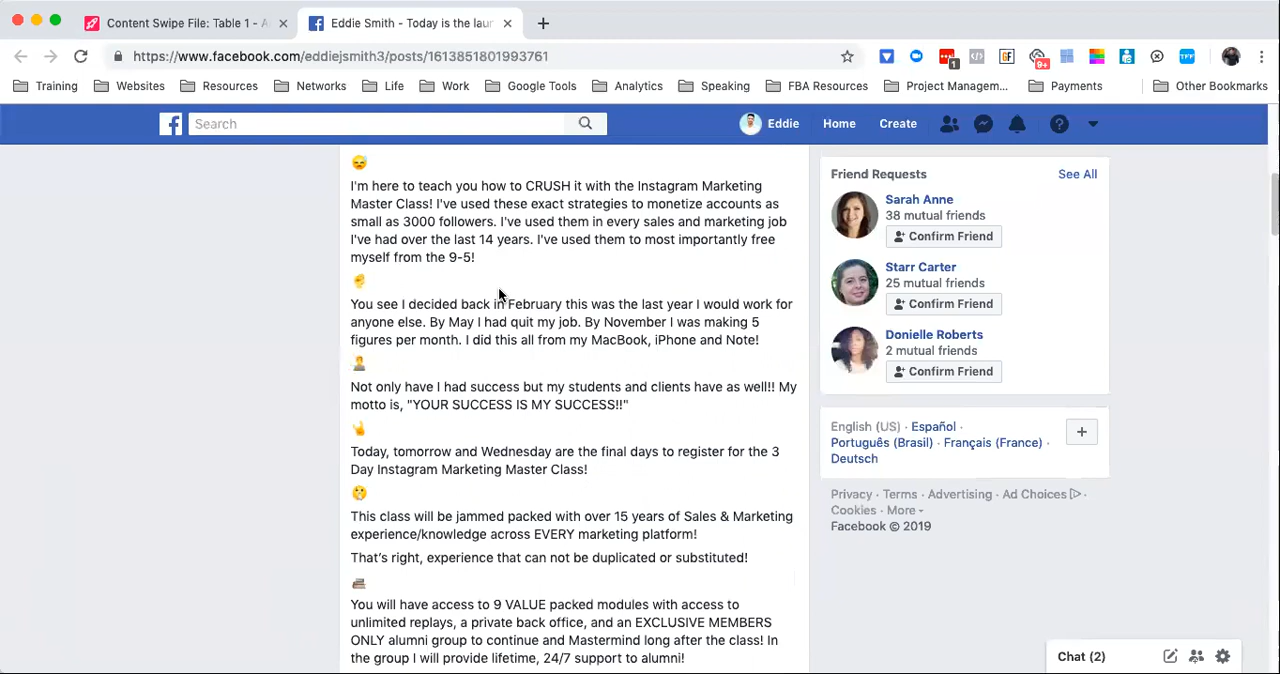 Content Swipe File: Table 1 - A
Eddie Smith - Today is the laun
https://www.facebook.com/eddiejsmith3/posts/1613851801993761
1
GF
9+
TFF
Training
Websites
Resources
Networks
Life
Work
Google Tools
Analytics
Speaking
FBA Resources
Project Managem...
Payments
Other Bookmarks
Search
Eddie
Home
Create
I'm here to teach you how to CRUSH it with the Instagram Marketing
Master Class! I've used these exact strategies to monetize accounts as
small as 3000 followers. I've used them in every sales and marketing job
I've had over the last 14 years. I've used them to most importantly free
myself from the 9-5!
You see I decided back in February this was the last year I would work for
anyone else. By May I had quit my job. By November I was making 5
figures per month. I did this all from my MacBook, iPhone and Note!
Not only have I had success but my students and clients have as well!! My
motto is, "YOUR SUCCESS IS MY SUCCESS!!"
Today, tomorrow and Wednesday are the final days to register for the 3
Day Instagram Marketing Master Class!
This class will be jammed packed with over 15 years of Sales & Marketing
experience/knowledge across EVERY marketing platform!
That's right, experience that can not be duplicated or substituted!
You will have access to 9 VALUE packed modules with access to
unlimited replays, a private back office, and an EXCLUSIVE MEMBERS
ONLY alumni group to continue and Mastermind long after the class! In
the group I will provide lifetime, 24/7 support to alumni!
Friend Requests
See All
Sarah Anne
38 mutual friends
Confirm Friend
Starr Carter
25 mutual friends
Confirm Friend
Donielle Roberts
2 mutual friends
Confirm Friend
English (US) · Español ·
Português (Brasil) · Français (France) ·
Deutsch
Privacy · Terms · Advertising · Ad Choices ·
Cookies · More
Facebook © 2019
Chat (2)